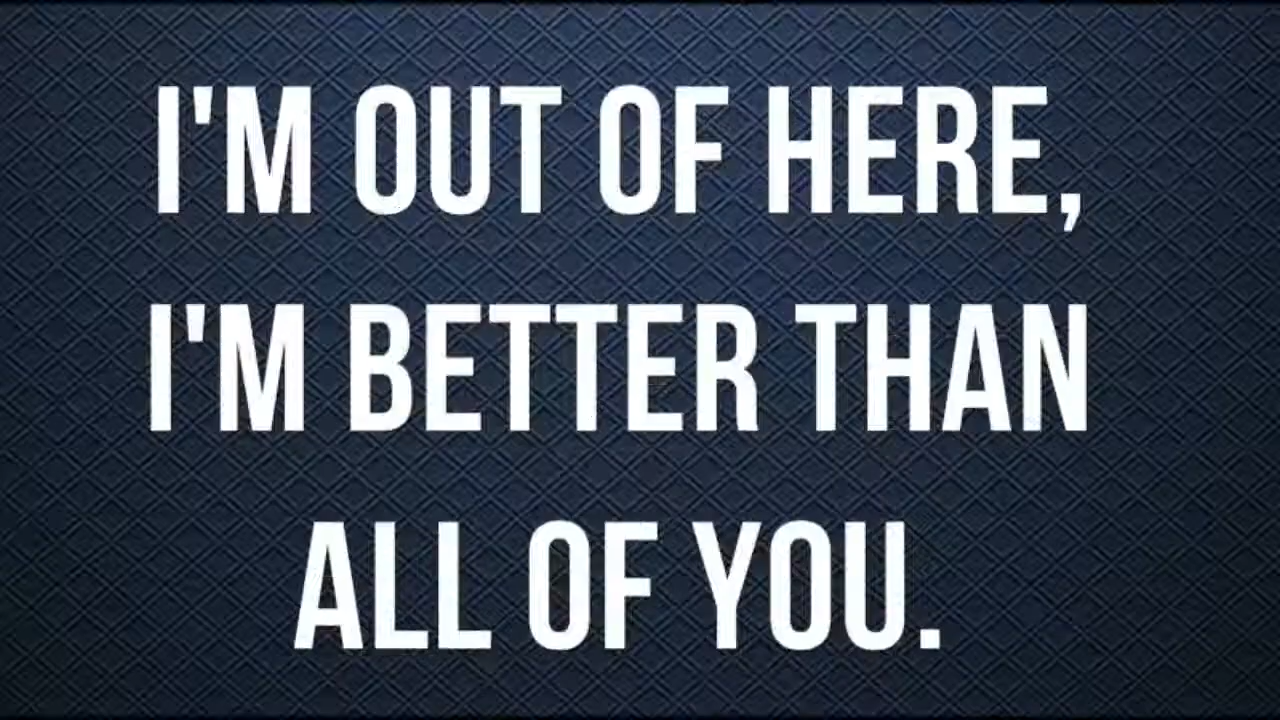 I'M OUT OF HERE,
I'M BETTER THAN
ALL OF YOU.